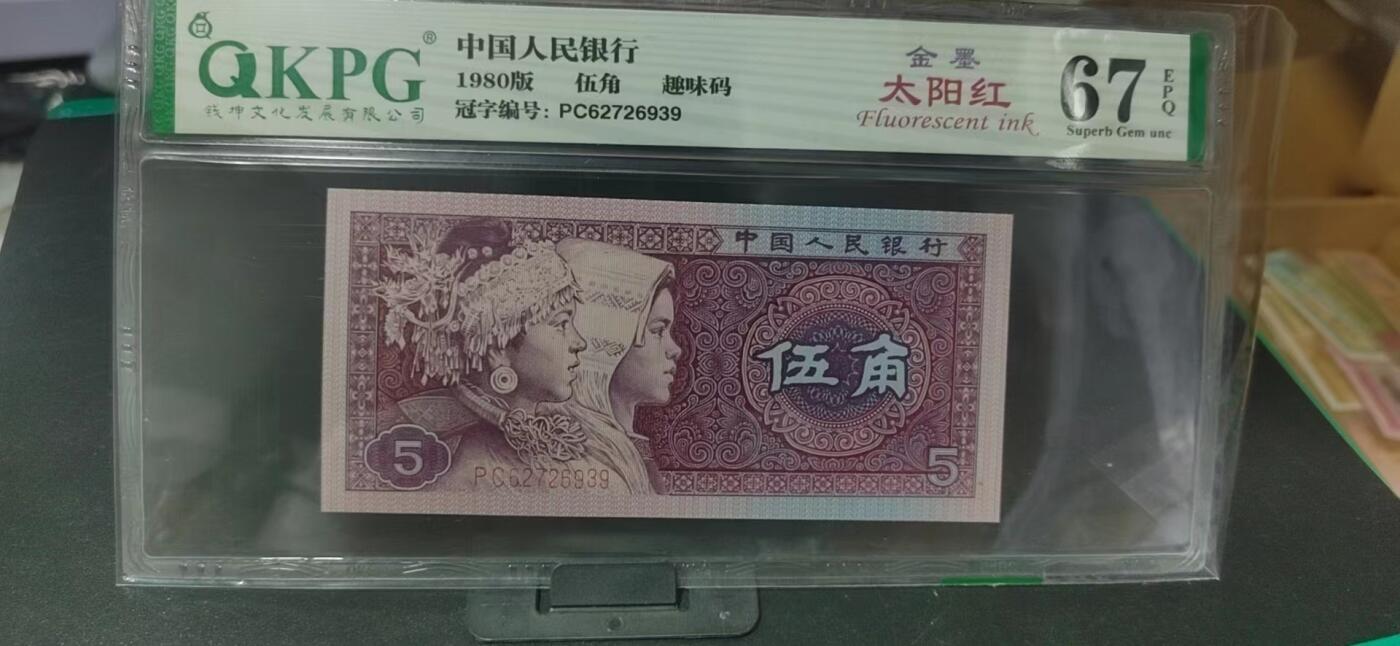 QKPG®
钱坤文化发展有限公司
中国人民银行
1980版 伍角 趣味码
冠字编号: PC62726939
金墨
太阳红
Fluorescent ink
67
EPQ
Superb Gem unc
中国人民银行
伍角
5
PC62726939
5